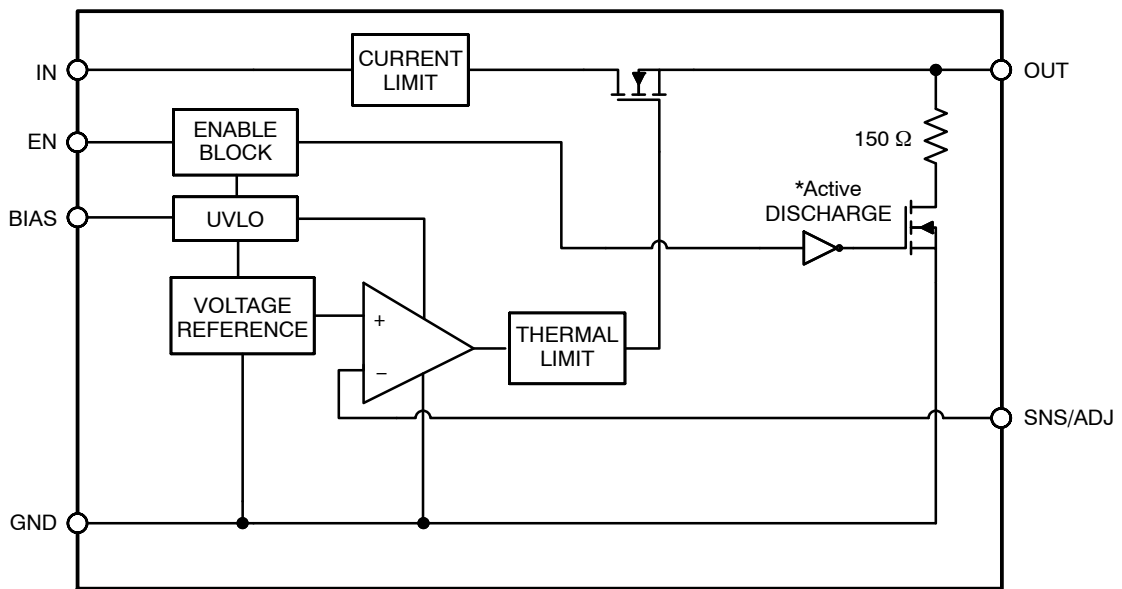 IN
CURRENT
LIMIT
OUT
EN
ENABLE
BLOCK
150 Ω
*Active
DISCHARGE
BIAS
UVLO
VOLTAGE
REFERENCE
+
−
THERMAL
LIMIT
SNS/ADJ
GND